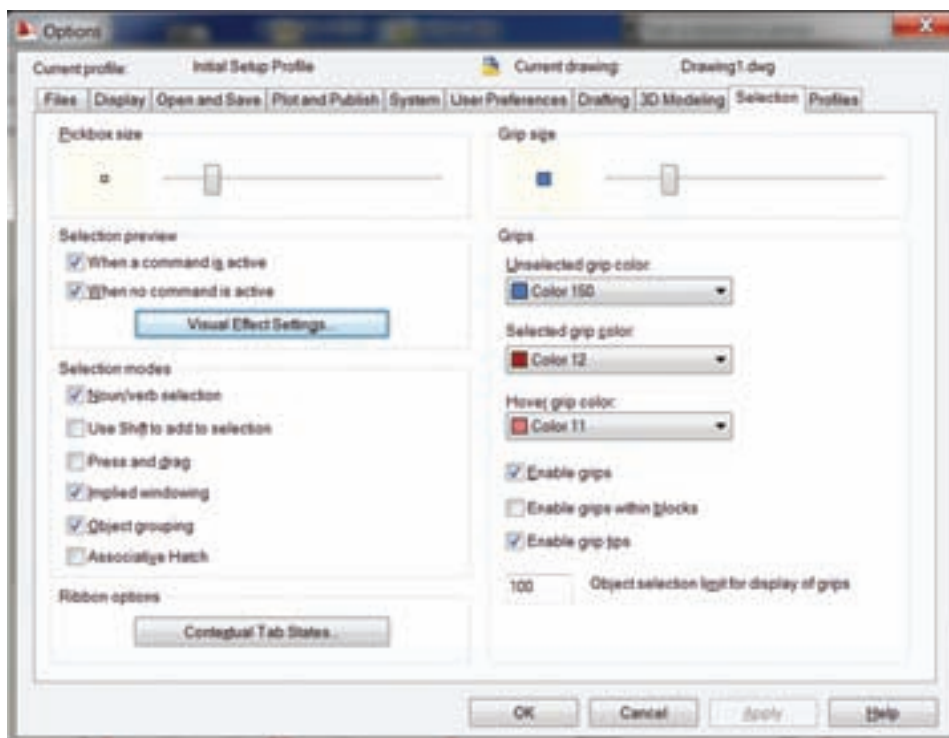 Options
Current profile: Initial Setup Profile Current drawing: Drawing1.dwg
Files Display Open and Save Plot and Publish System User Preferences Drafting 3D Modeling Selection Profiles
Pickbox size
Selection preview
When a command is active
When no command is active
Visual Effect Settings...
Selection modes
Noun/verb selection
Use Shift to add to selection
Press and drag
Implied windowing
Object grouping
Associative Hatch
Ribbon options
Contextual Tab States...
Grip size
Grips
Unselected grip color:
Color 150
Selected grip color:
Color 12
Hover grip color:
Color 11
Enable grips
Enable grips within blocks
Enable grip tips
100 Object selection limit for display of grips
OK Cancel Apply Help